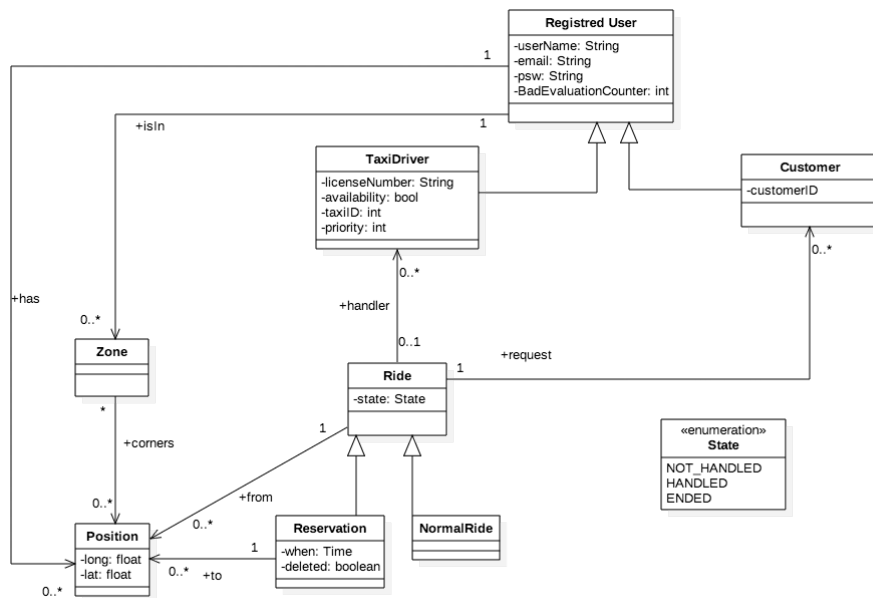 Registred User
-userName: String
-email: String
-psw: String
-BadEvaluationCounter: int
1
+isIn
1
TaxiDriver
-licenseNumber: String
-availability: bool
-taxiID: int
-priority: int
Customer
-customerID
0..*
0..*
+has
+handler
0..*
0..1
Zone
+request
1
Ride
-state: State
*
+corners
1
«enumeration»
State
NOT_HANDLED
HANDLED
ENDED
+from
0..*
0..*
Position
-long: float
-lat: float
Reservation
-when: Time
-deleted: boolean
NormalRide
1
0..*
+to
0..*